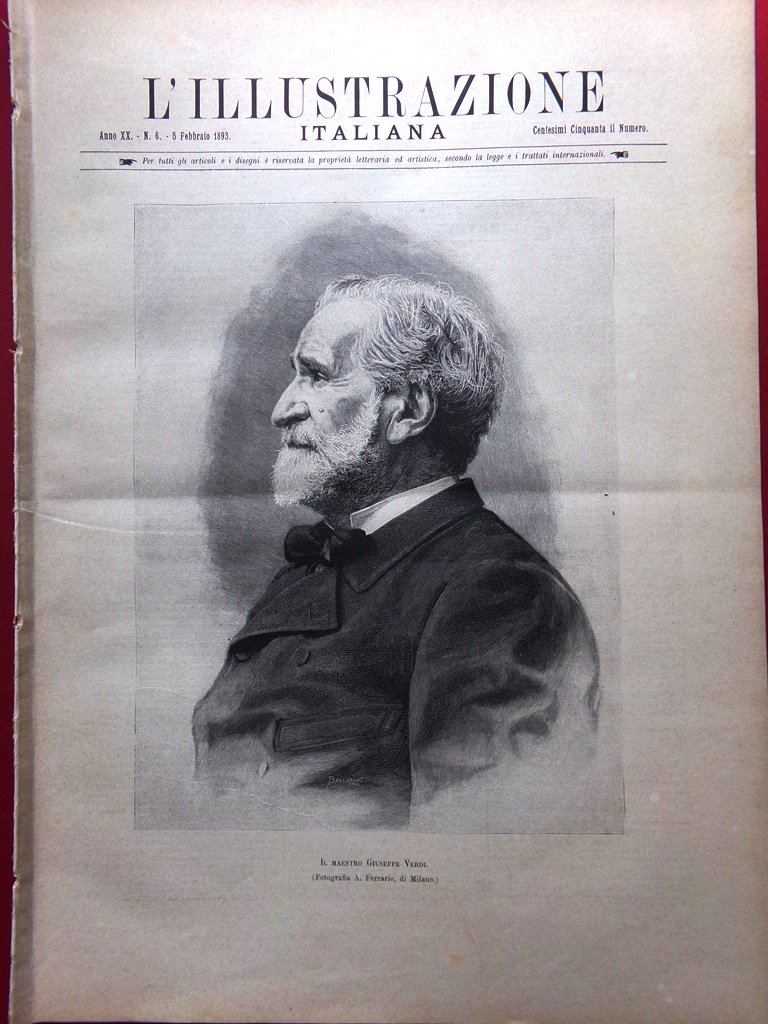 L'ILLUSTRAZIONE
Anno XX. - N. 6. - 5 Febbraio 1893.
ITALIANA
Centesimi Cinquanta il Numero.
Per tutti gli articoli e i disegni è riservata la proprietà letteraria ed artistica, secondo la legge e i trattati internazionali.
Il maestro Giuseppe Verdi.
(Fotografia A. Ferrario, di Milano.)